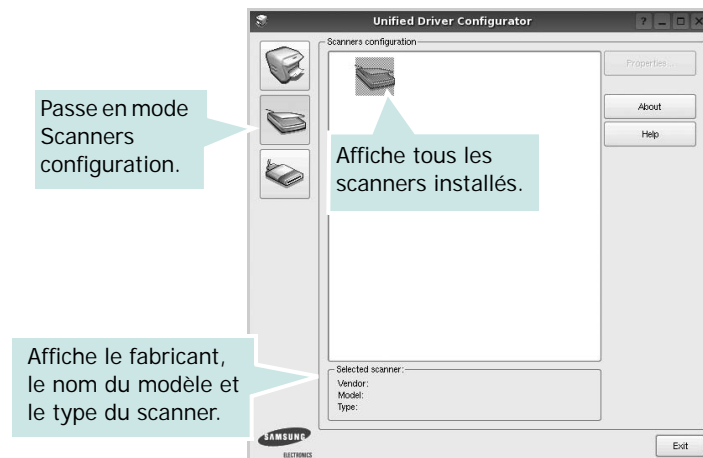 Unified Driver Configurator
Scanners configuration
Properties...
About
Help
Passe en mode
Scanners
configuration.
Affiche tous les
scanners installés.
Affiche le fabricant,
le nom du modèle et
le type du scanner.
Selected scanner:
Vendor:
Model:
Type:
SAMSUNG
ELECTRONICS
Exit